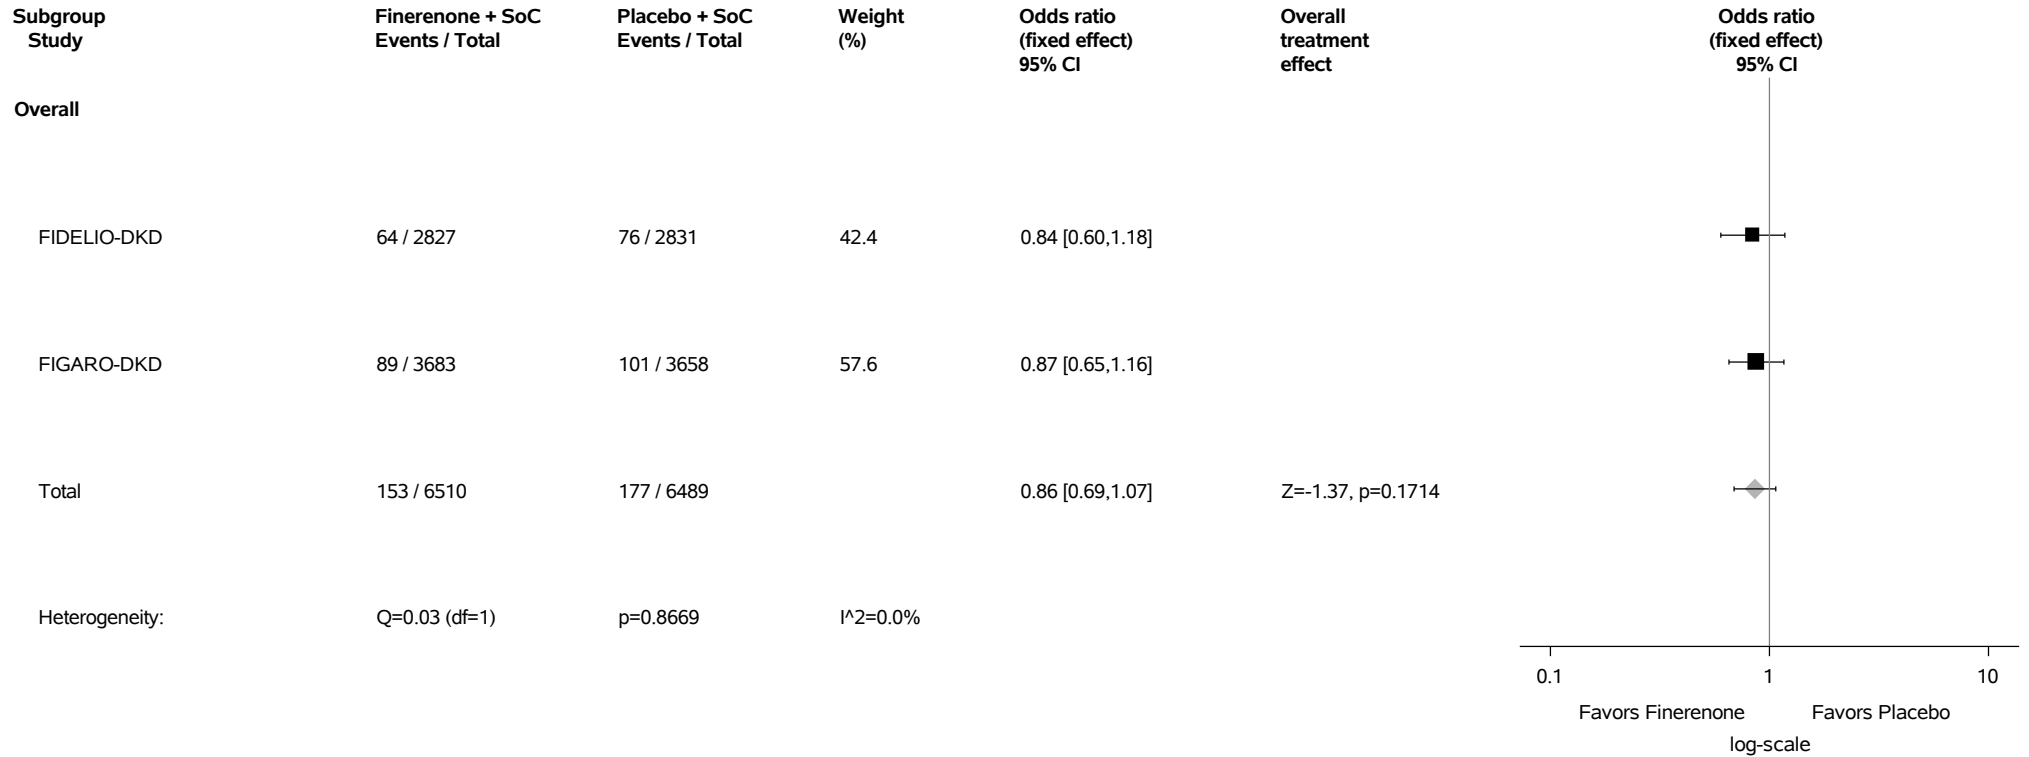 Subgroup Finerenone + SoC Placebo + SoC Weight Odds ratio Overall Odds ratio
Study Events / Total Events / Total (%) (fixed effect) treatment (fixed effect)
95% CI effect 95% CI
Overall
FIDELIO-DKD 64 / 2827 76 / 2831 42.4 0.84 [0.60,1.18]
FIGARO-DKD 89 / 3683 101 / 3658 57.6 0.87 [0.65,1.16]
Total 153 / 6510 177 / 6489 0.86 [0.69,1.07] Z=-1.37, p=0.1714
Heterogeneity: Q=0.03 (df=1) p=0.8669 I^2=0.0%
0.1 1 10
Favors Finerenone Favors Placebo
log-scale